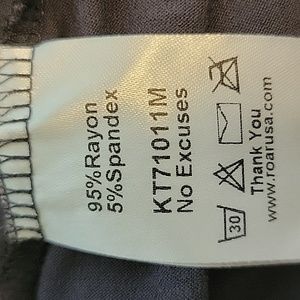 95%Rayon
5%Spandex
KT71011M
No Excuses
30
Thank You
www.roarusa.com